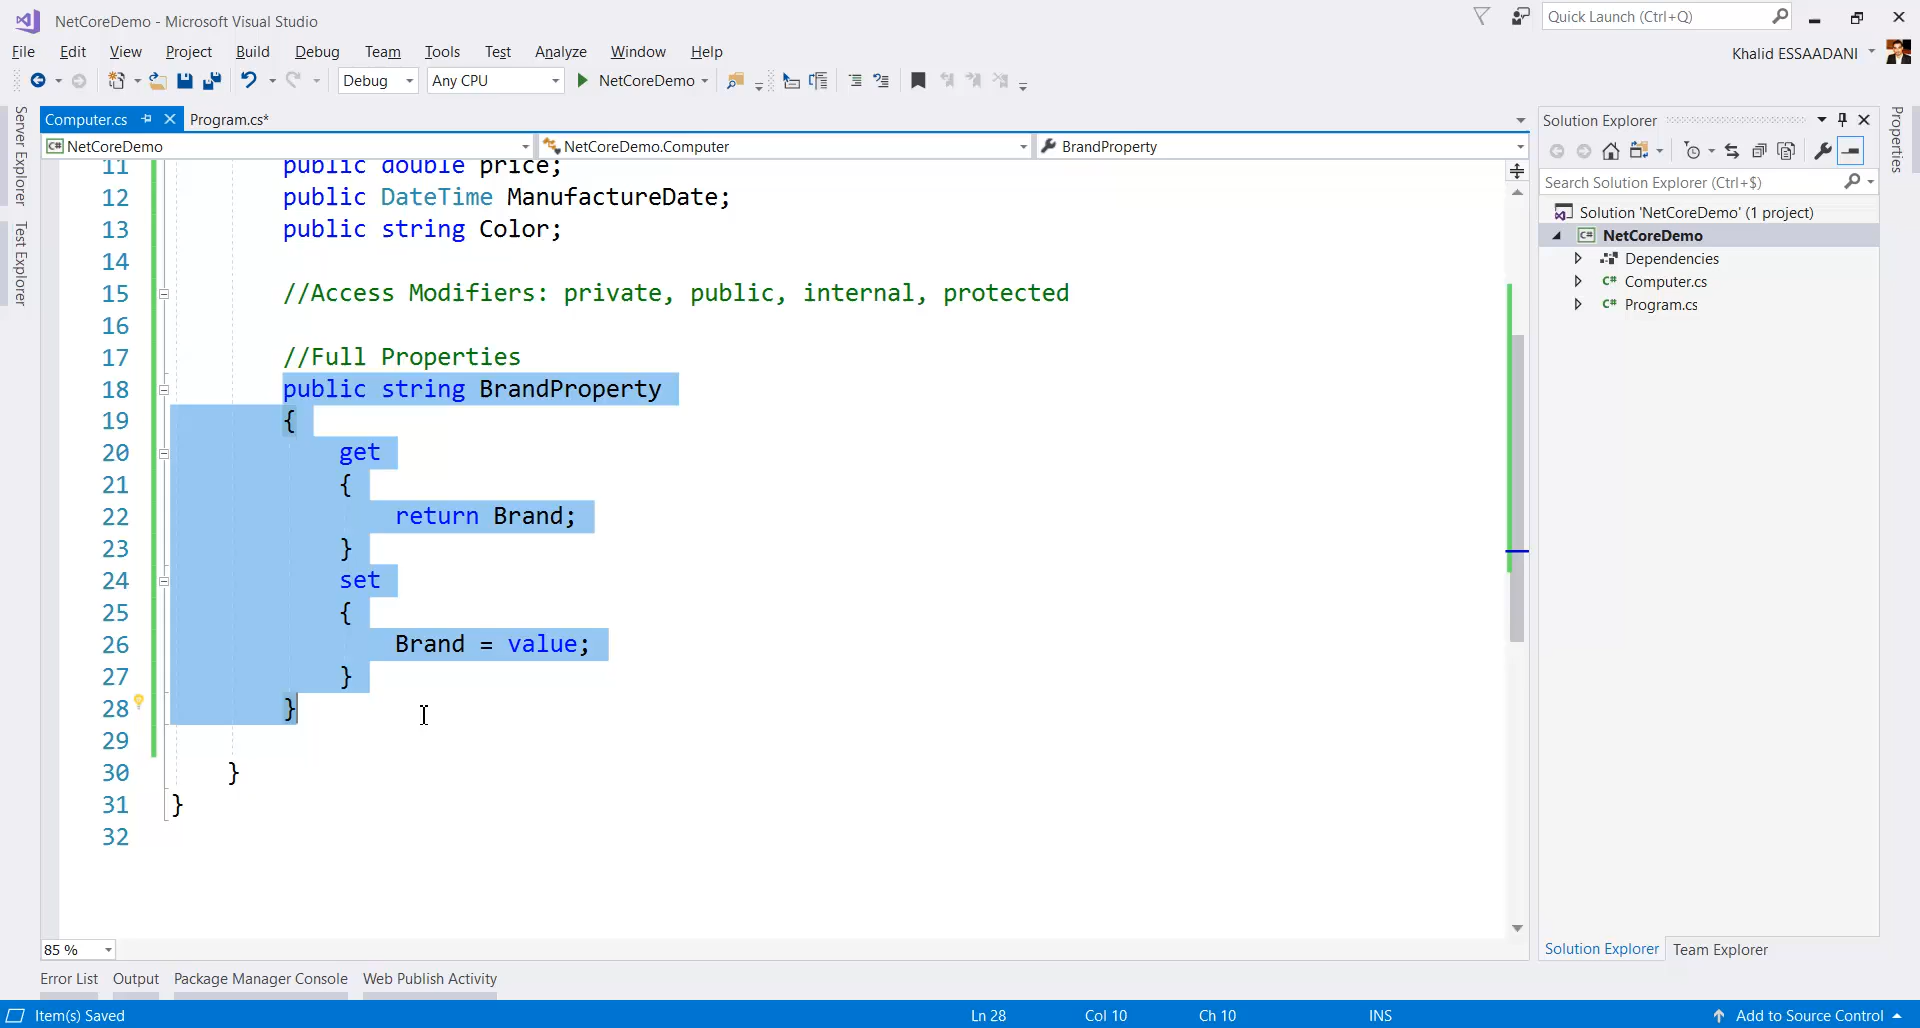 NetCoreDemo - Microsoft Visual Studio
Quick Launch (Ctrl+Q)
File Edit View Project Build Debug Team Tools Test Analyze Window Help
Khalid ESSAADANI
Debug Any CPU NetCoreDemo
Server Explorer
Test Explorer
Computer.cs Program.cs*
C# NetCoreDemo NetCoreDemo.Computer BrandProperty
11 public double price;
12 public DateTime ManufactureDate;
13 public string Color;
14
15 //Access Modifiers: private, public, internal, protected
16
17 //Full Properties
18 public string BrandProperty
19 {
20 get
21 {
22 return Brand;
23 }
24 set
25 {
26 Brand = value;
27 }
28 }
29
30 }
31 }
32
85 %
Solution Explorer
Search Solution Explorer (Ctrl+$)
Solution 'NetCoreDemo' (1 project)
C# NetCoreDemo
Dependencies
C# Computer.cs
C# Program.cs
Solution Explorer Team Explorer
Properties
Error List Output Package Manager Console Web Publish Activity
Item(s) Saved Ln 28 Col 10 Ch 10 INS Add to Source Control